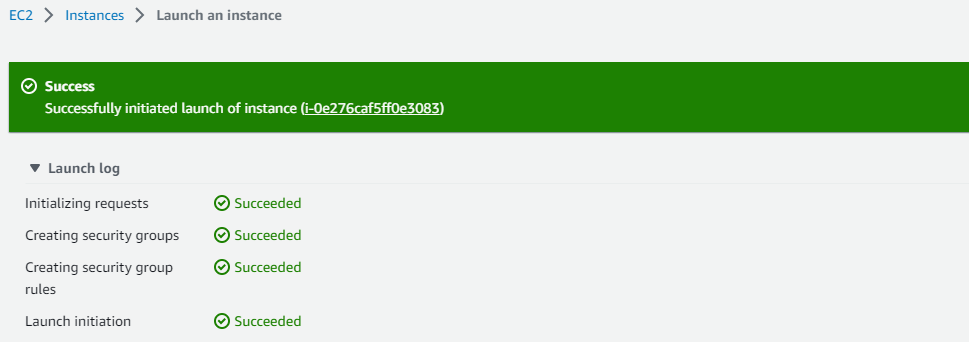 EC2 > Instances > Launch an instance
Success
Successfully initiated launch of instance (i-0e276caf5ff0e3083)
Launch log
Initializing requests Succeeded
Creating security groups Succeeded
Creating security group Succeeded
rules
Launch initiation Succeeded